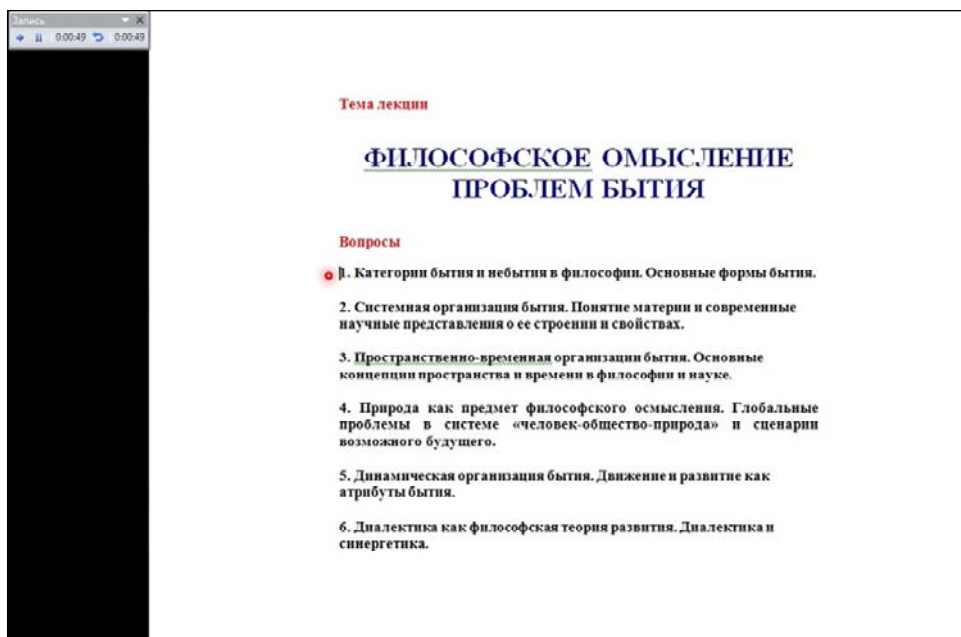 Запись
0:00:49 0:00:49
Тема лекции
ФИЛОСОФСКОЕ ОМЫСЛЕНИЕ
ПРОБЛЕМ БЫТИЯ
Вопросы
1. Категории бытия и небытия в философии. Основные формы бытия.
2. Системная организация бытия. Понятие материи и современные
научные представления о ее строении и свойствах.
3. Пространственно-временная организации бытия. Основные
концепции пространства и времени в философии и науке.
4. Природа как предмет философского осмысления. Глобальные
проблемы в системе «человек-общество-природа» и сценарии
возможного будущего.
5. Динамическая организация бытия. Движение и развитие как
атрибуты бытия.
6. Диалектика как философская теория развития. Диалектика и
синергетика.